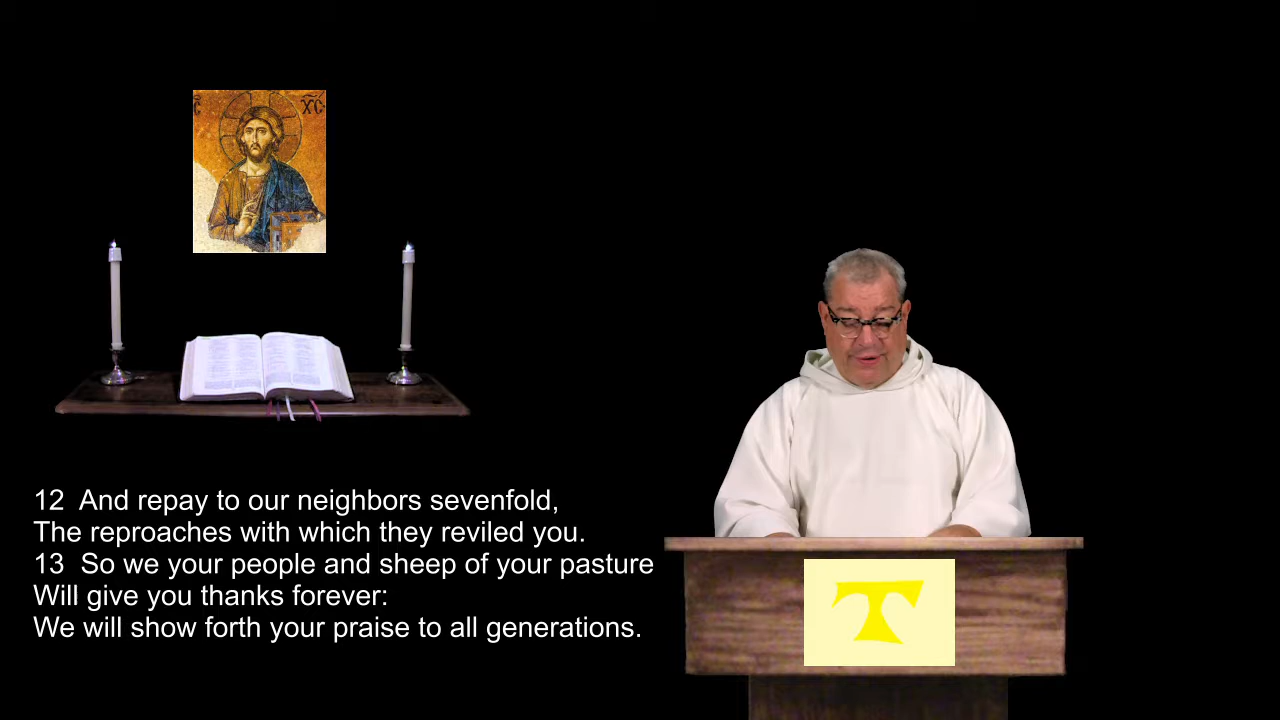 XC
12 And repay to our neighbors sevenfold,
The reproaches with which they reviled you.
13 So we your people and sheep of your pasture
Will give you thanks forever:
We will show forth your praise to all generations.
T